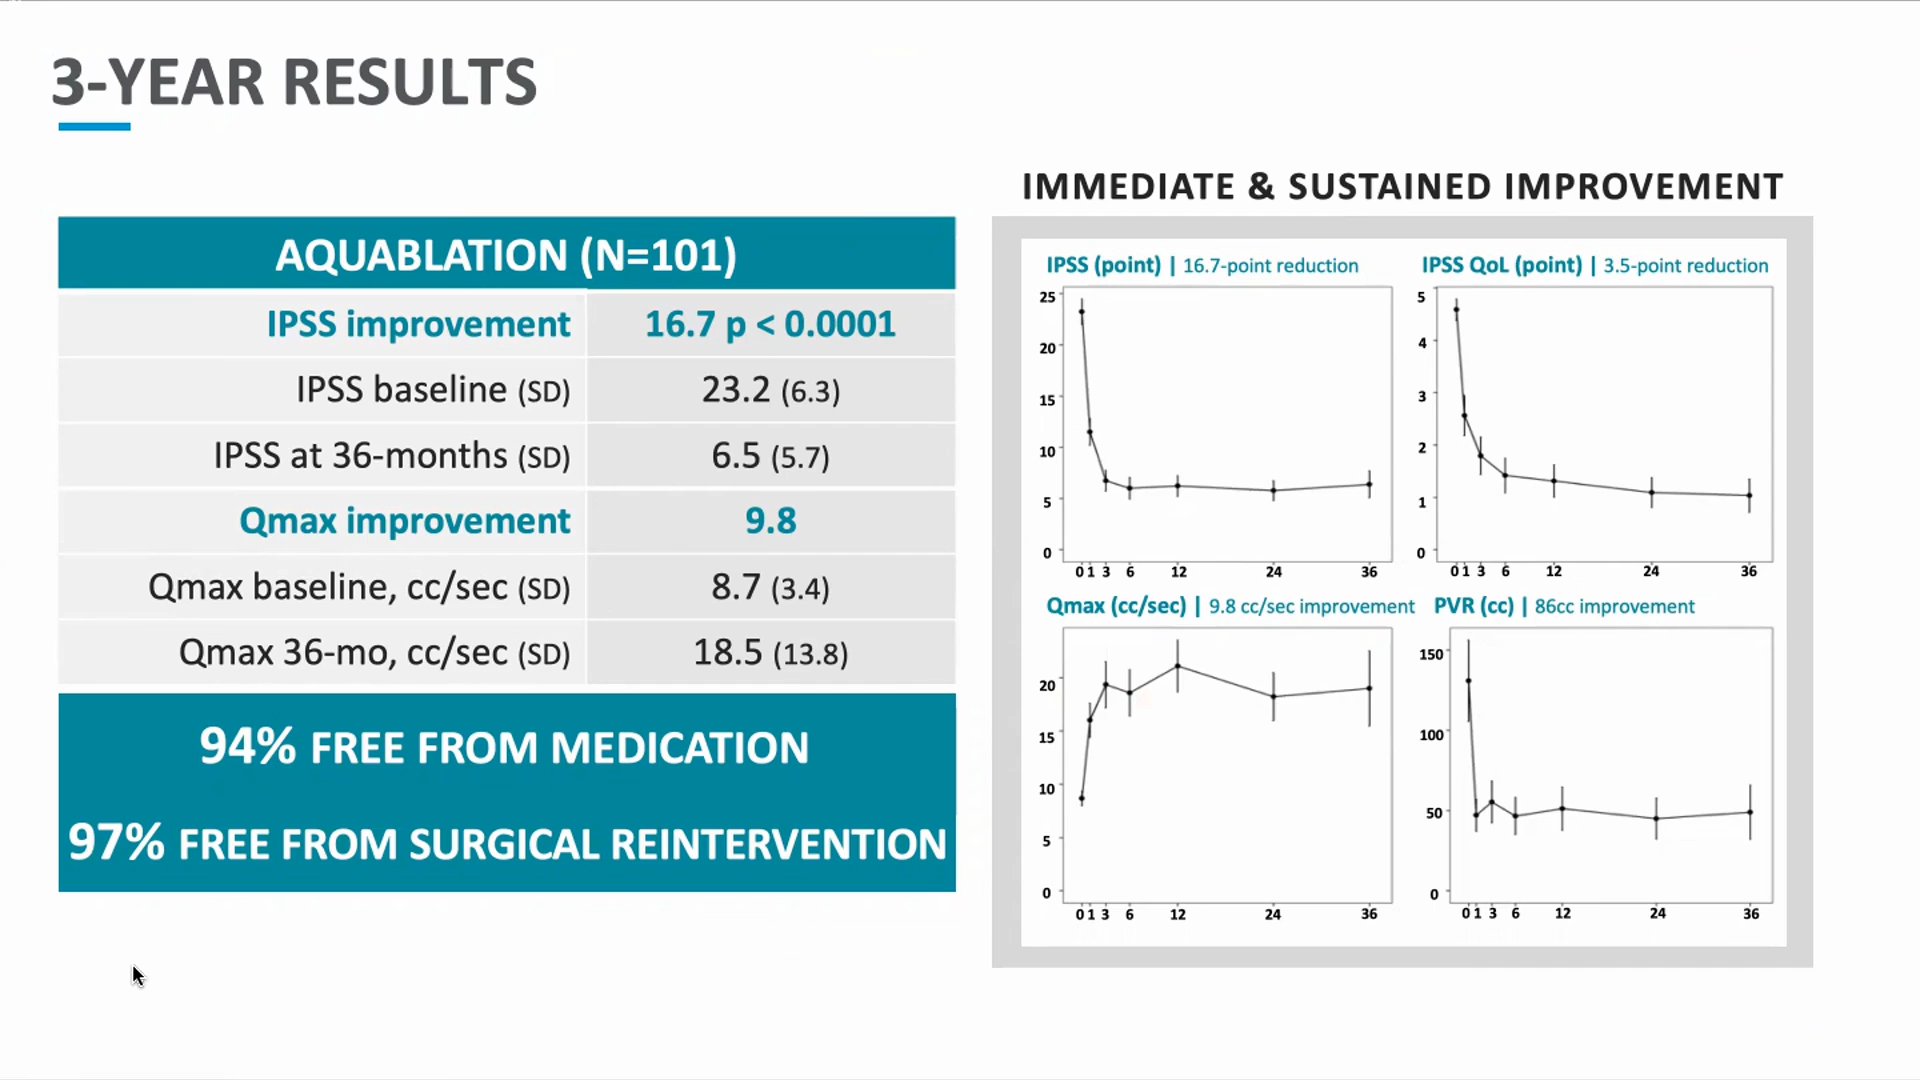 3-YEAR RESULTS
AQUABLATION (N=101)
IPSS improvement 16.7 p < 0.0001
IPSS baseline (SD) 23.2 (6.3)
IPSS at 36-months (SD) 6.5 (5.7)
Qmax improvement 9.8
Qmax baseline, cc/sec (SD) 8.7 (3.4)
Qmax 36-mo, cc/sec (SD) 18.5 (13.8)
94% FREE FROM MEDICATION
97% FREE FROM SURGICAL REINTERVENTION
IMMEDIATE & SUSTAINED IMPROVEMENT
IPSS (point) | 16.7-point reduction
25
20
15
10
5
0
0 1 3 6 12 24 36
IPSS QoL (point) | 3.5-point reduction
5
4
3
2
1
0
0 1 3 6 12 24 36
Qmax (cc/sec) | 9.8 cc/sec improvement
20
15
10
5
0
0 1 3 6 12 24 36
PVR (cc) | 86cc improvement
150
100
50
0
0 1 3 6 12 24 36